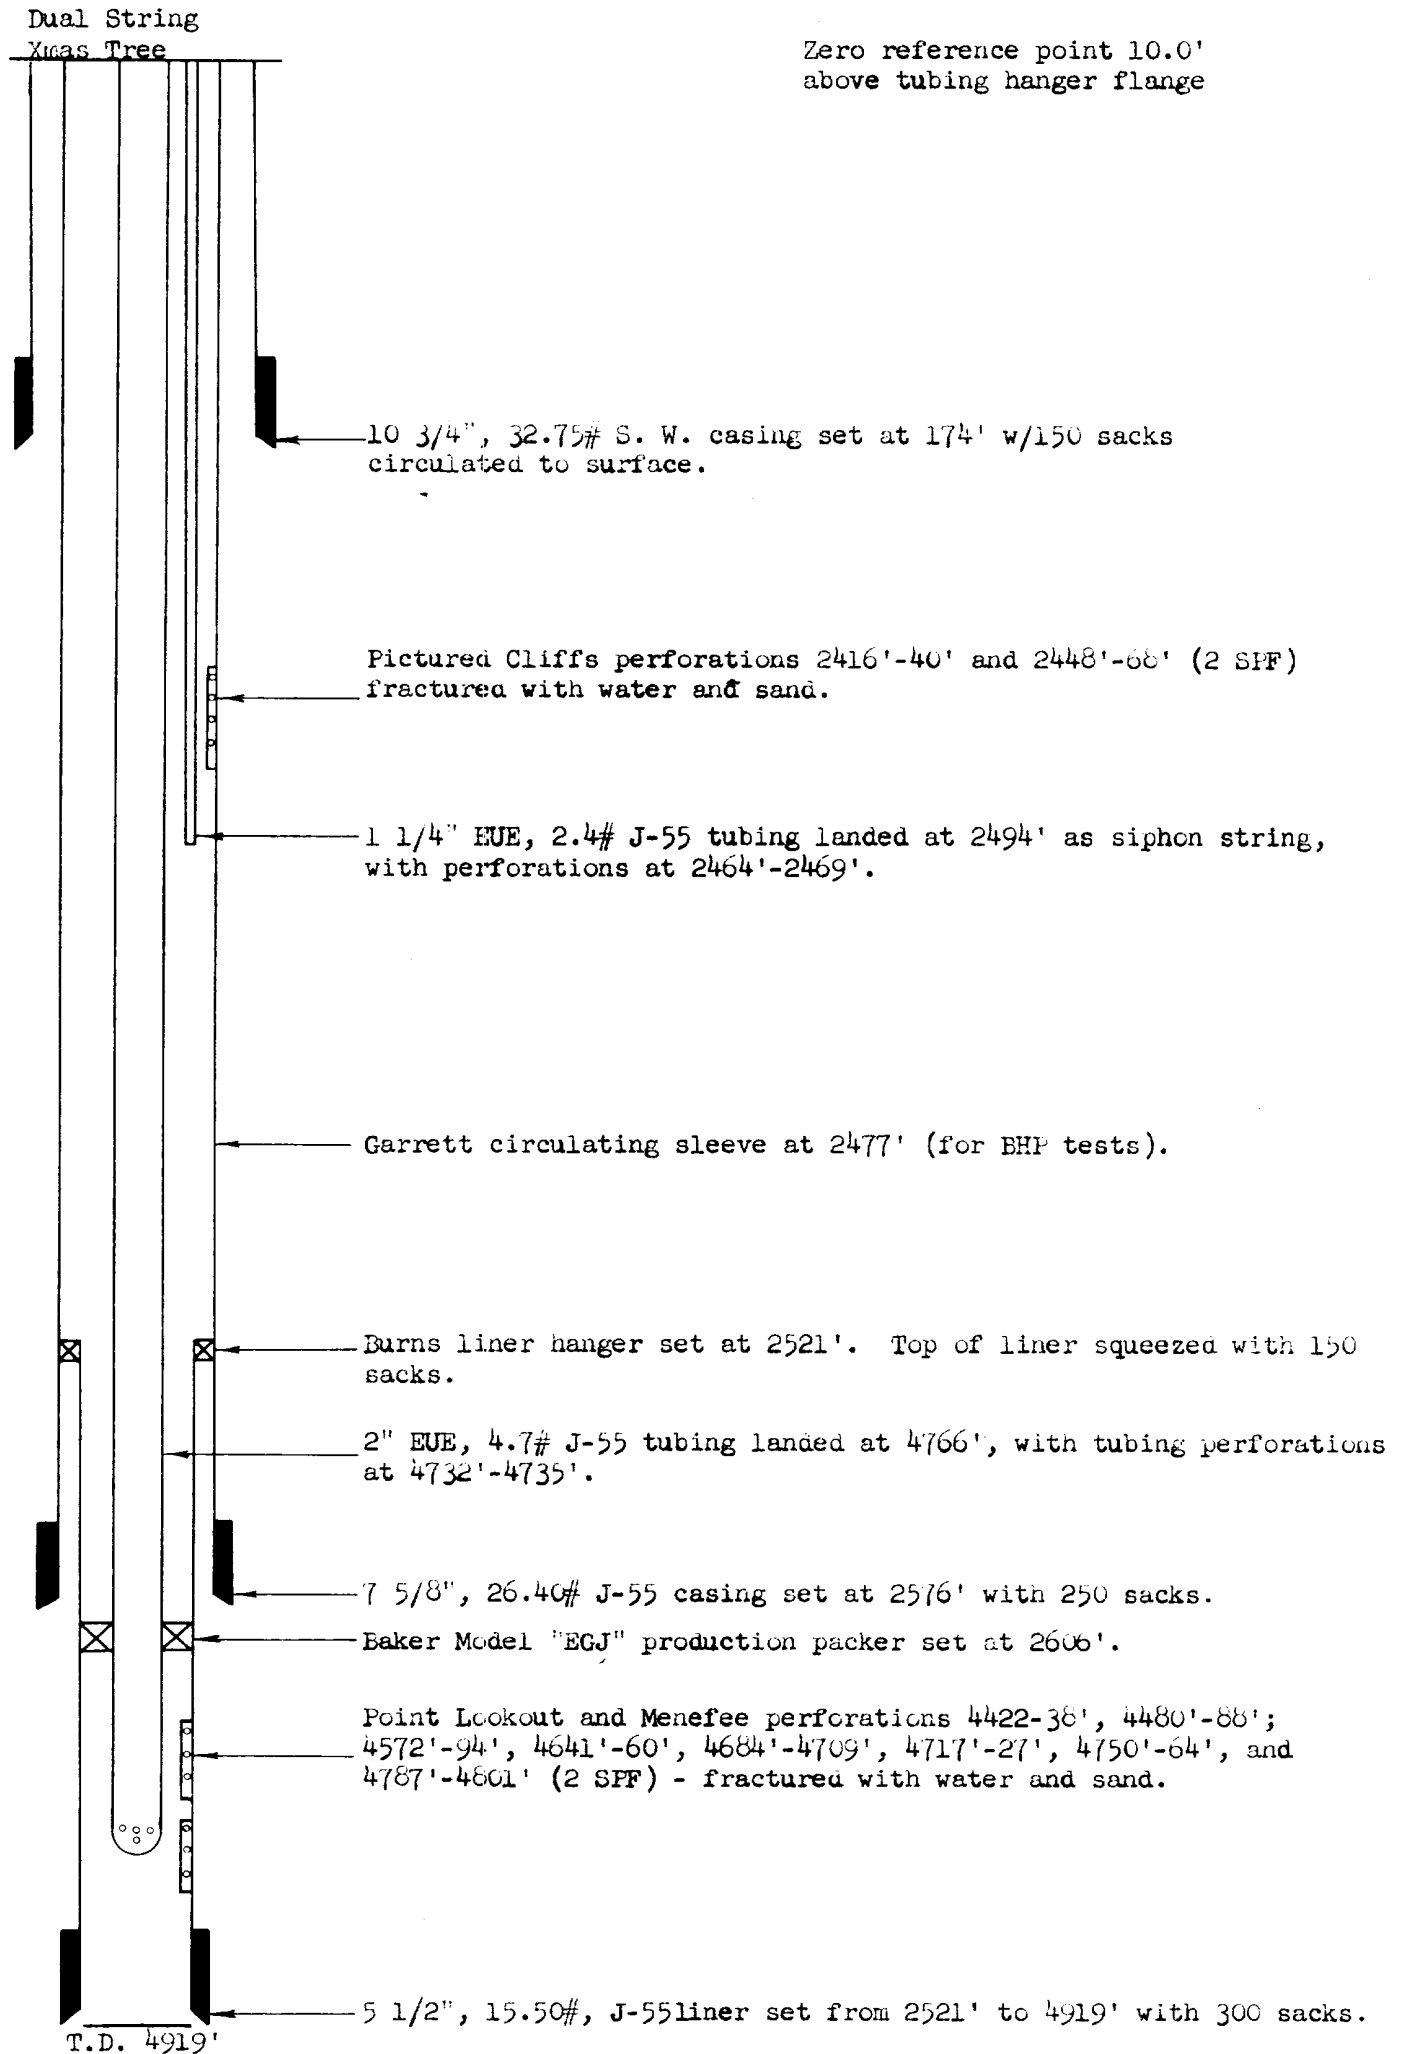 Dual String
Xmas Tree
Zero reference point 10.0'
above tubing hanger flange
10 3/4", 32.75# S. W. casing set at 174' w/150 sacks
circulated to surface.
Pictured Cliffs perforations 2416'-40' and 2448'-68' (2 SPF)
fractured with water and sand.
1 1/4" EUE, 2.4# J-55 tubing landed at 2494' as siphon string,
with perforations at 2464'-2469'.
Garrett circulating sleeve at 2477' (for BHP tests).
Burns liner hanger set at 2521'. Top of liner squeezed with 150
sacks.
2" EUE, 4.7# J-55 tubing landed at 4766', with tubing perforations
at 4732'-4735'.
7 5/8", 26.40# J-55 casing set at 2576' with 250 sacks.
Baker Model "EGJ" production packer set at 2606'.
Point Lookout and Menefee perforations 4422-38', 4480'-88';
4572'-94', 4641'-60', 4684'-4709', 4717'-27', 4750'-64', and
4787'-4801' (2 SPF) - fractured with water and sand.
5 1/2", 15.50#, J-55liner set from 2521' to 4919' with 300 sacks.
T.D. 4919'